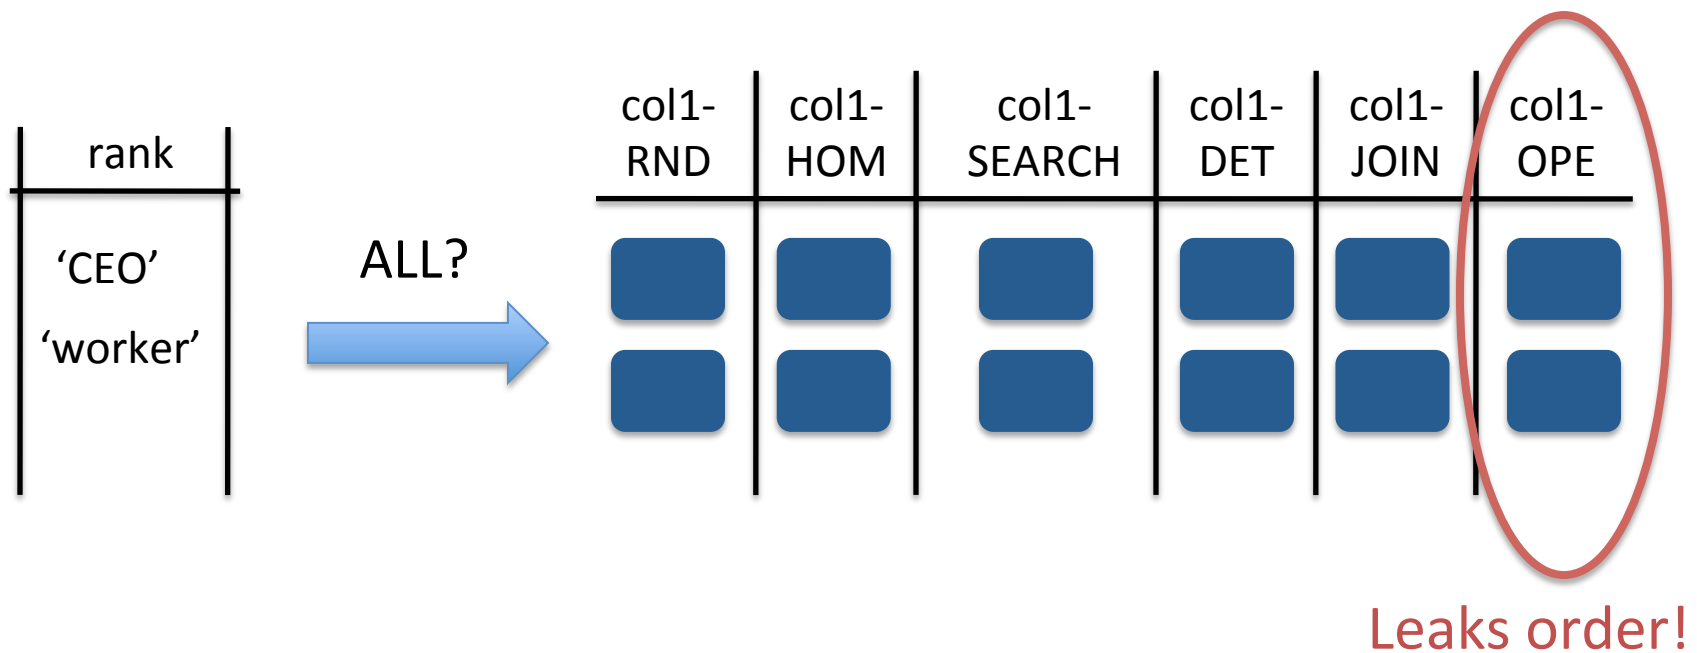 rank
‘CEO’
‘worker’
ALL?
col1-
RND
col1-
HOM
col1-
SEARCH
col1-
DET
col1-
JOIN
col1-
OPE
Leaks order!